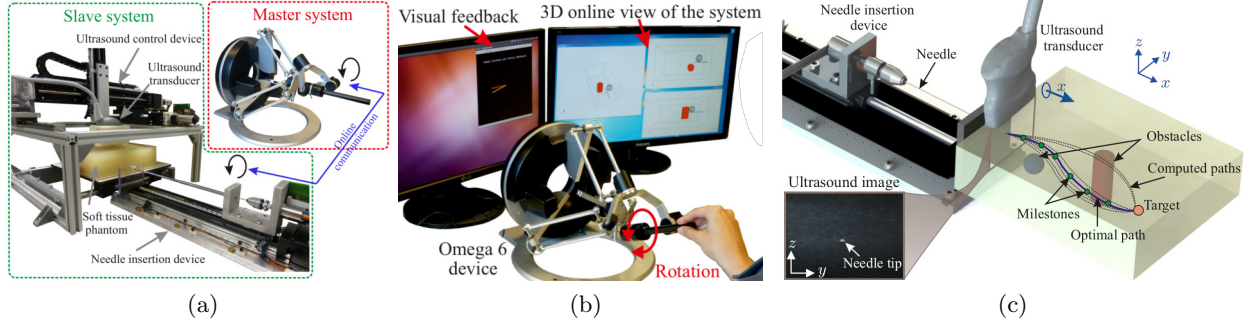 Slave system
Master system
Ultrasound control device
Ultrasound
transducer
Online
communication
Soft tissue
phantom
Needle insertion device
(a)
Visual feedback
3D online view of the system
Omega 6
device
Rotation
(b)
Needle insertion
device
Needle
Ultrasound
transducer
z
y
x
x
Obstacles
Computed paths
Target
Milestones
Optimal path
Ultrasound image
z
y
Needle tip
(c)